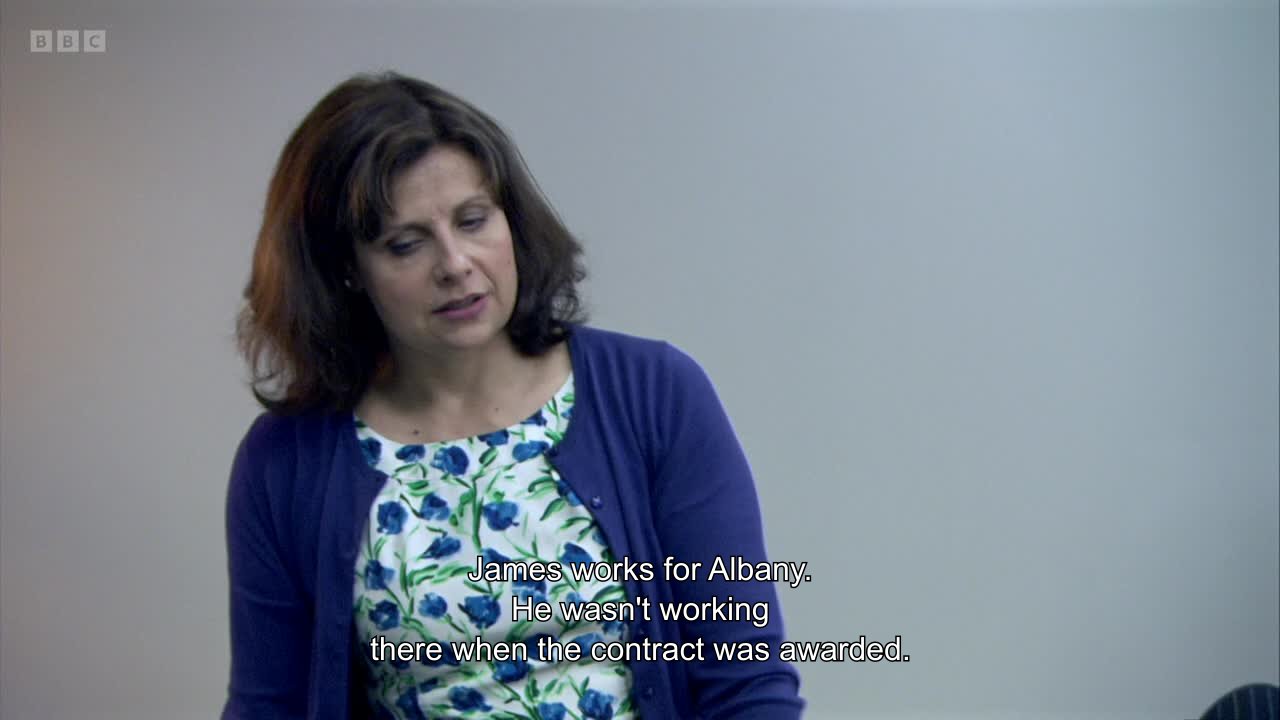 BBC
James works for Albany.
He wasn't working
there when the contract was awarded.